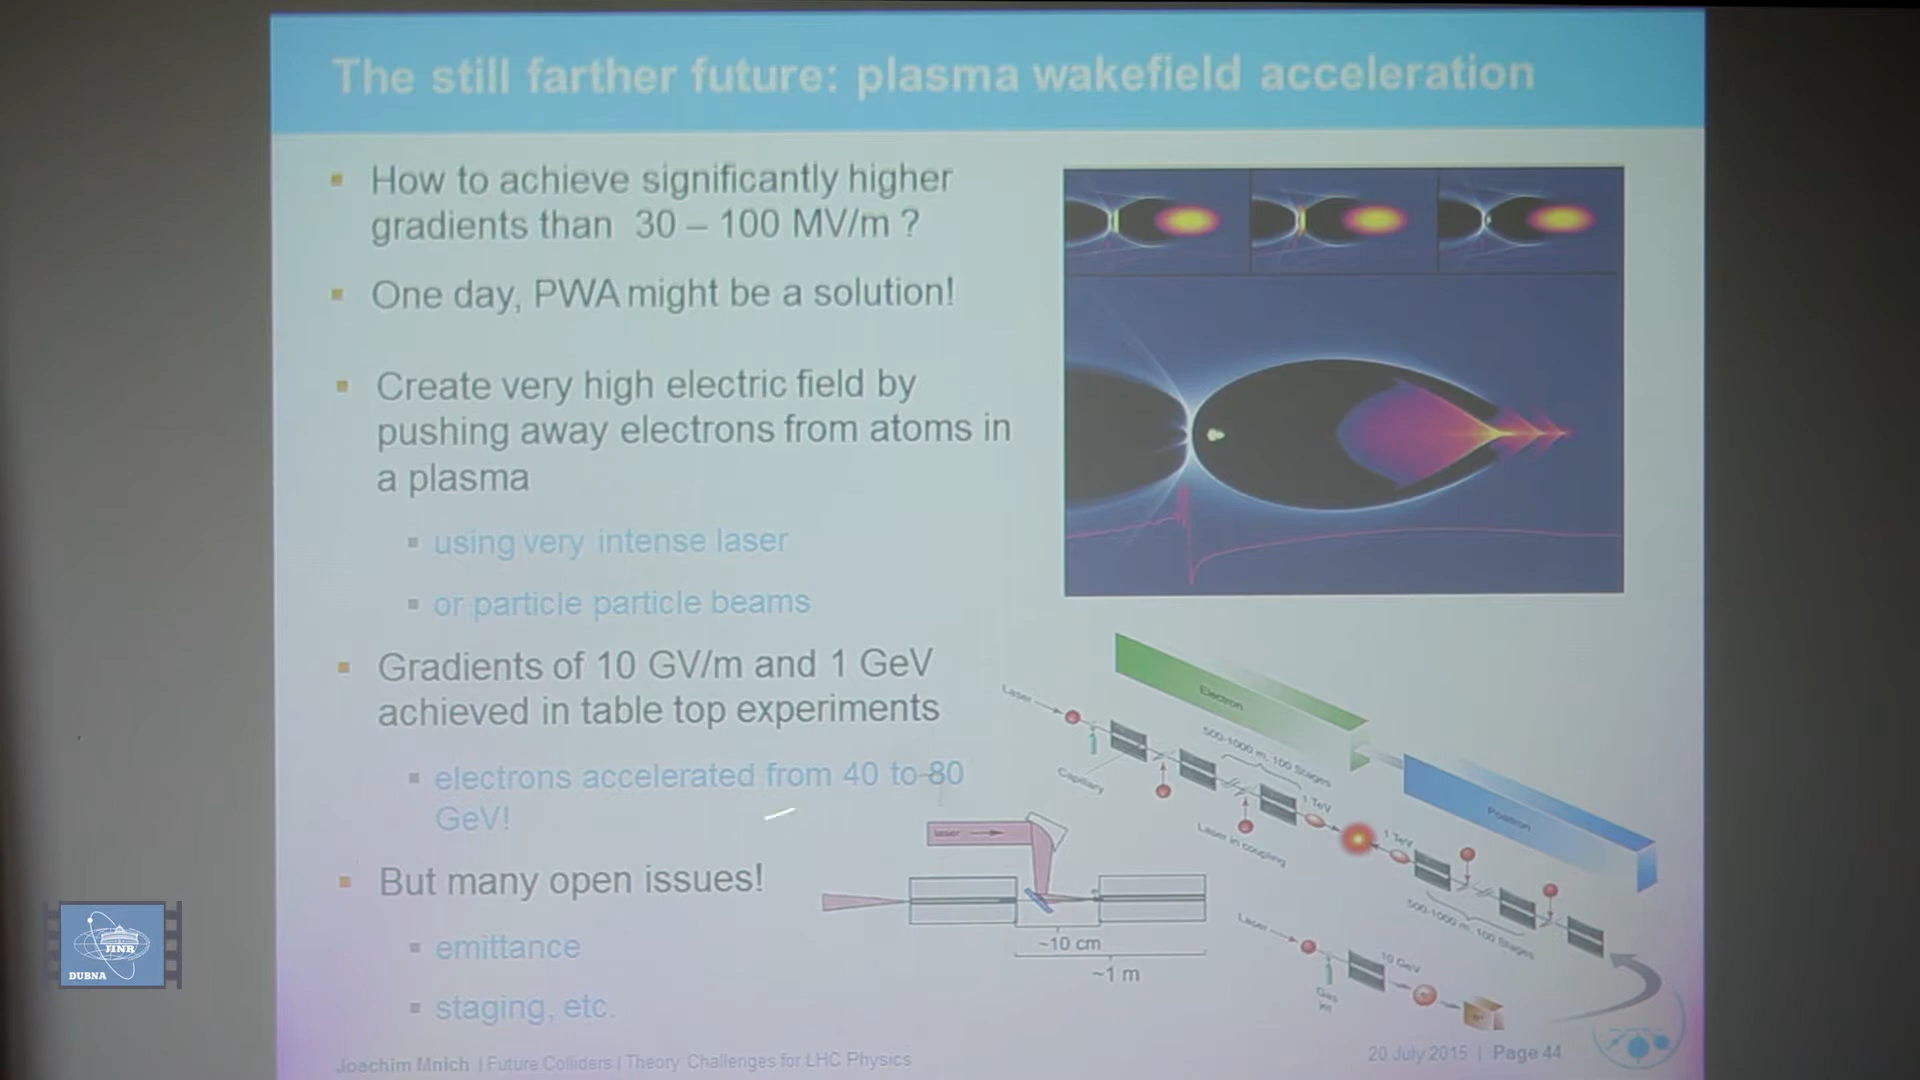 The still farther future: plasma wakefield acceleration
How to achieve significantly higher
gradients than 30 – 100 MV/m ?
One day, PWA might be a solution!
Create very high electric field by
pushing away electrons from atoms in
a plasma
using very intense laser
or particle particle beams
Gradients of 10 GV/m and 1 GeV
achieved in table top experiments
electrons accelerated from 40 to 80
GeV!
But many open issues!
emittance
staging, etc.
Electron
Laser
500-1000 m, 100 Stages
Capillary
1 TeV
Laser in coupling
Positron
1 TeV
500-1000 m, 100 Stages
laser
~10 cm
~1 m
Laser
Gas
jet
10 GeV
JINR
DUBNA
Joachim Mnich | Future Colliders | Theory Challenges for LHC Physics
20 July 2015 | Page 44